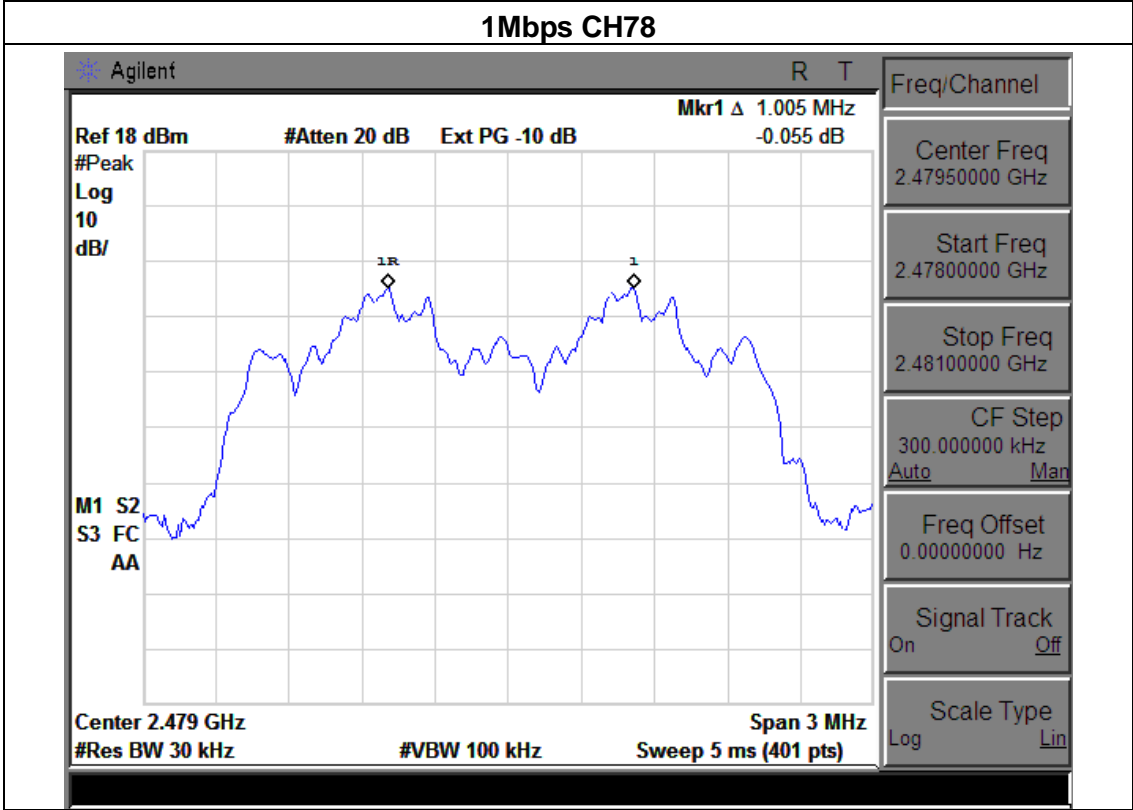 1Mbps CH78
Agilent R T
Mkr1 Δ 1.005 MHz
Ref 18 dBm #Atten 20 dB Ext PG -10 dB -0.055 dB
#Peak
Log
10
dB/
1R
1
M1 S2
S3 FC
AA
Center 2.479 GHz Span 3 MHz
#Res BW 30 kHz #VBW 100 kHz Sweep 5 ms (401 pts)
Freq/Channel
Center Freq
2.47950000 GHz
Start Freq
2.47800000 GHz
Stop Freq
2.48100000 GHz
CF Step
300.000000 kHz
Auto Man
Freq Offset
0.00000000 Hz
Signal Track
On Off
Scale Type
Log Lin